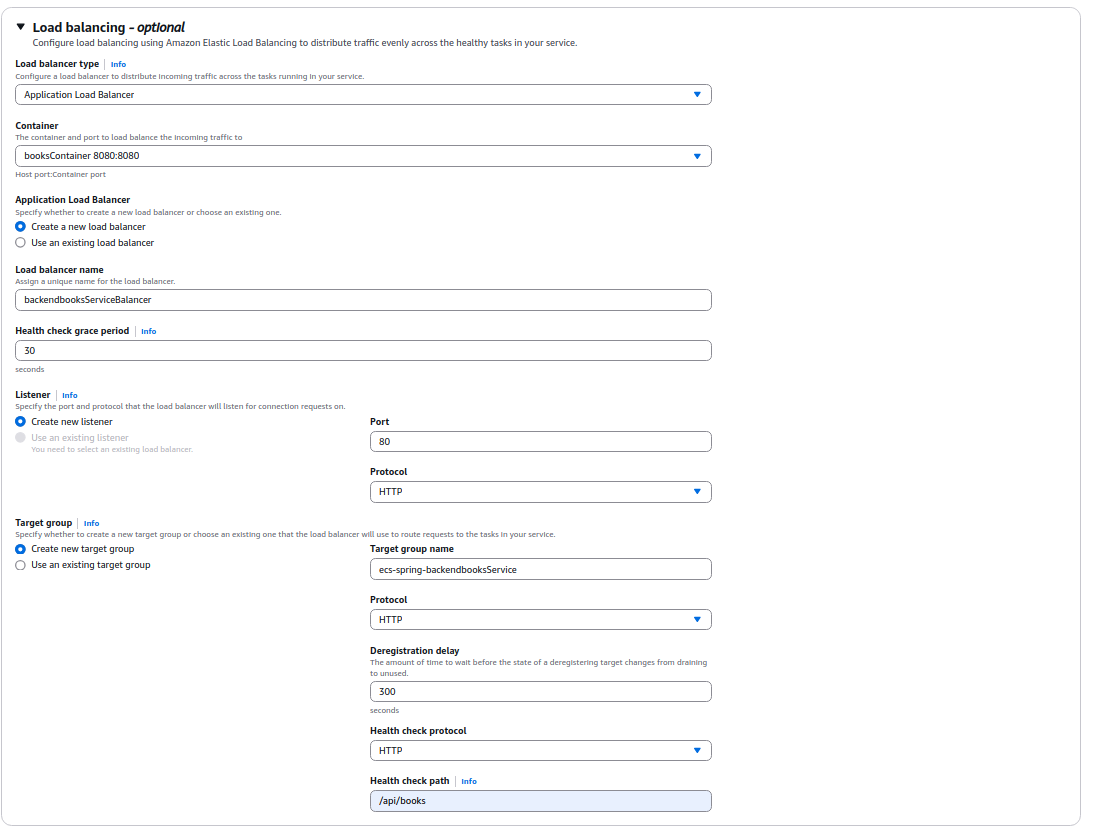 Load balancing - optional
Configure load balancing using Amazon Elastic Load Balancing to distribute traffic evenly across the healthy tasks in your service.
Load balancer type | Info
Configure a load balancer to distribute incoming traffic across the tasks running in your service.
Application Load Balancer
Container
The container and port to load balance the incoming traffic to
booksContainer 8080:8080
Host port:Container port
Application Load Balancer
Specify whether to create a new load balancer or choose an existing one.
Create a new load balancer
Use an existing load balancer
Load balancer name
Assign a unique name for the load balancer.
backendbooksServiceBalancer
Health check grace period | Info
30
seconds
Listener | Info
Specify the port and protocol that the load balancer will listen for connection requests on.
Create new listener
Use an existing listener
You need to select an existing load balancer.
Port
80
Protocol
HTTP
Target group | Info
Specify whether to create a new target group or choose an existing one that the load balancer will use to route requests to the tasks in your service.
Create new target group
Use an existing target group
Target group name
ecs-spring-backendbooksService
Protocol
HTTP
Deregistration delay
The amount of time to wait before the state of a deregistering target changes from draining
to unused.
300
seconds
Health check protocol
HTTP
Health check path | Info
/api/books